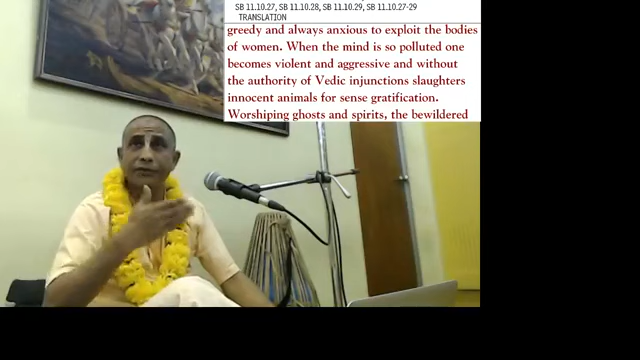 SB 11.10.27, SB 11.10.28, SB 11.10.29, SB 11.10.27-29
TRANSLATION
greedy and always anxious to exploit the bodies
of women. When the mind is so polluted one
becomes violent and aggressive and without
the authority of Vedic injunctions slaughters
innocent animals for sense gratification.
Worshiping ghosts and spirits, the bewildered